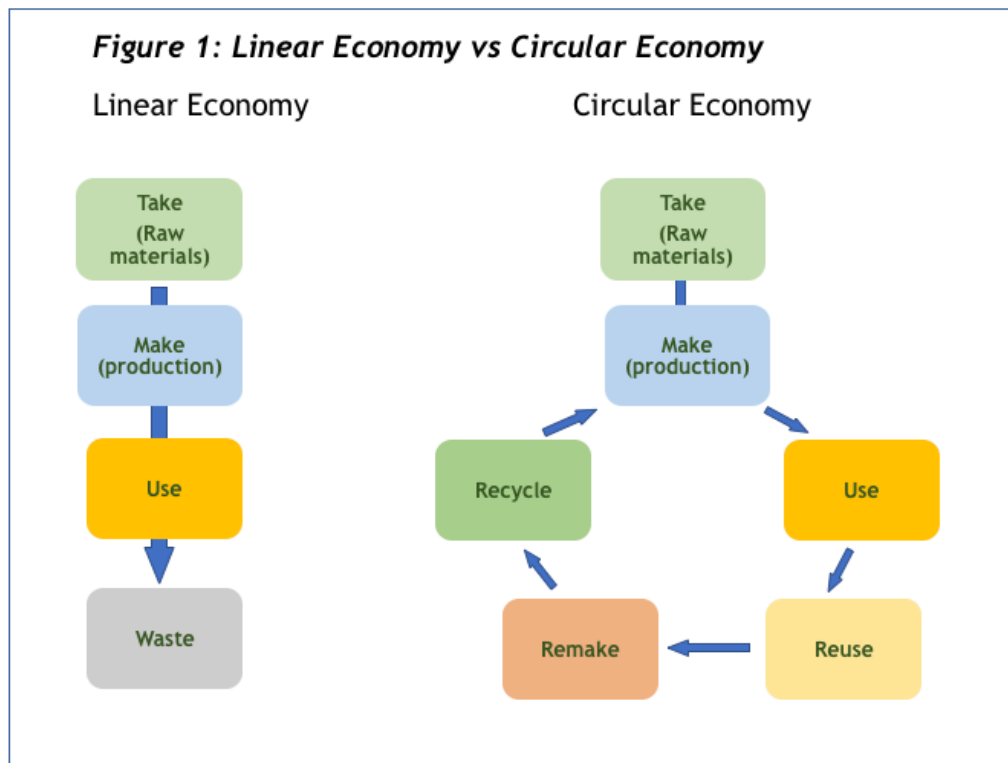 Figure 1: Linear Economy vs Circular Economy
Linear Economy
Circular Economy
Take
(Raw
materials)
Make
(production)
Use
Waste
Take
(Raw
materials)
Make
(production)
Recycle
Use
Remake
Reuse